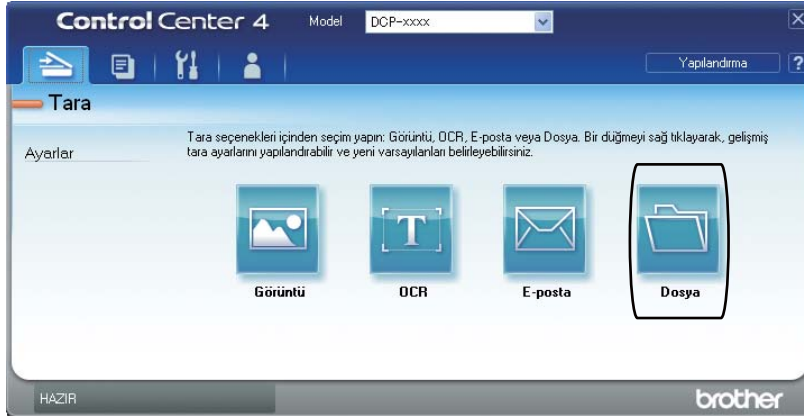 Control Center 4
Model
DCP-xxxx
X
Yapılandırma
?
Tara
Tara seçenekleri içinden seçim yapın: Görüntü, OCR, E-posta veya Dosya. Bir düğmeyi sağ tıklayarak, gelişmiş
tara ayarlarını yapılandırabilir ve yeni varsayılanları belirleyebilirsiniz.
Ayarlar
T
Görüntü
OCR
E-posta
Dosya
HAZIR
brother